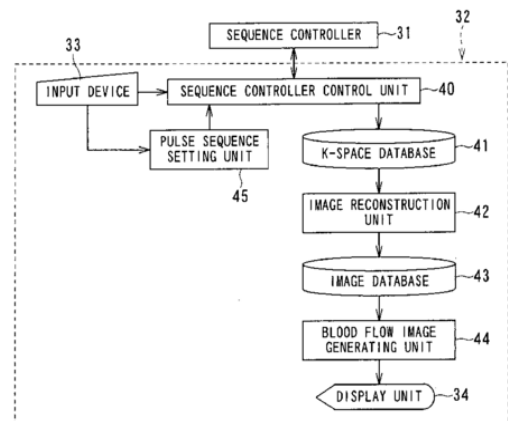 SEQUENCE CONTROLLER
31
32
33
INPUT DEVICE
SEQUENCE CONTROLLER CONTROL UNIT
40
PULSE SEQUENCE
SETTING UNIT
45
K-SPACE DATABASE
41
IMAGE RECONSTRUCTION
UNIT
42
IMAGE DATABASE
43
BLOOD FLOW IMAGE
GENERATING UNIT
44
DISPLAY UNIT
34